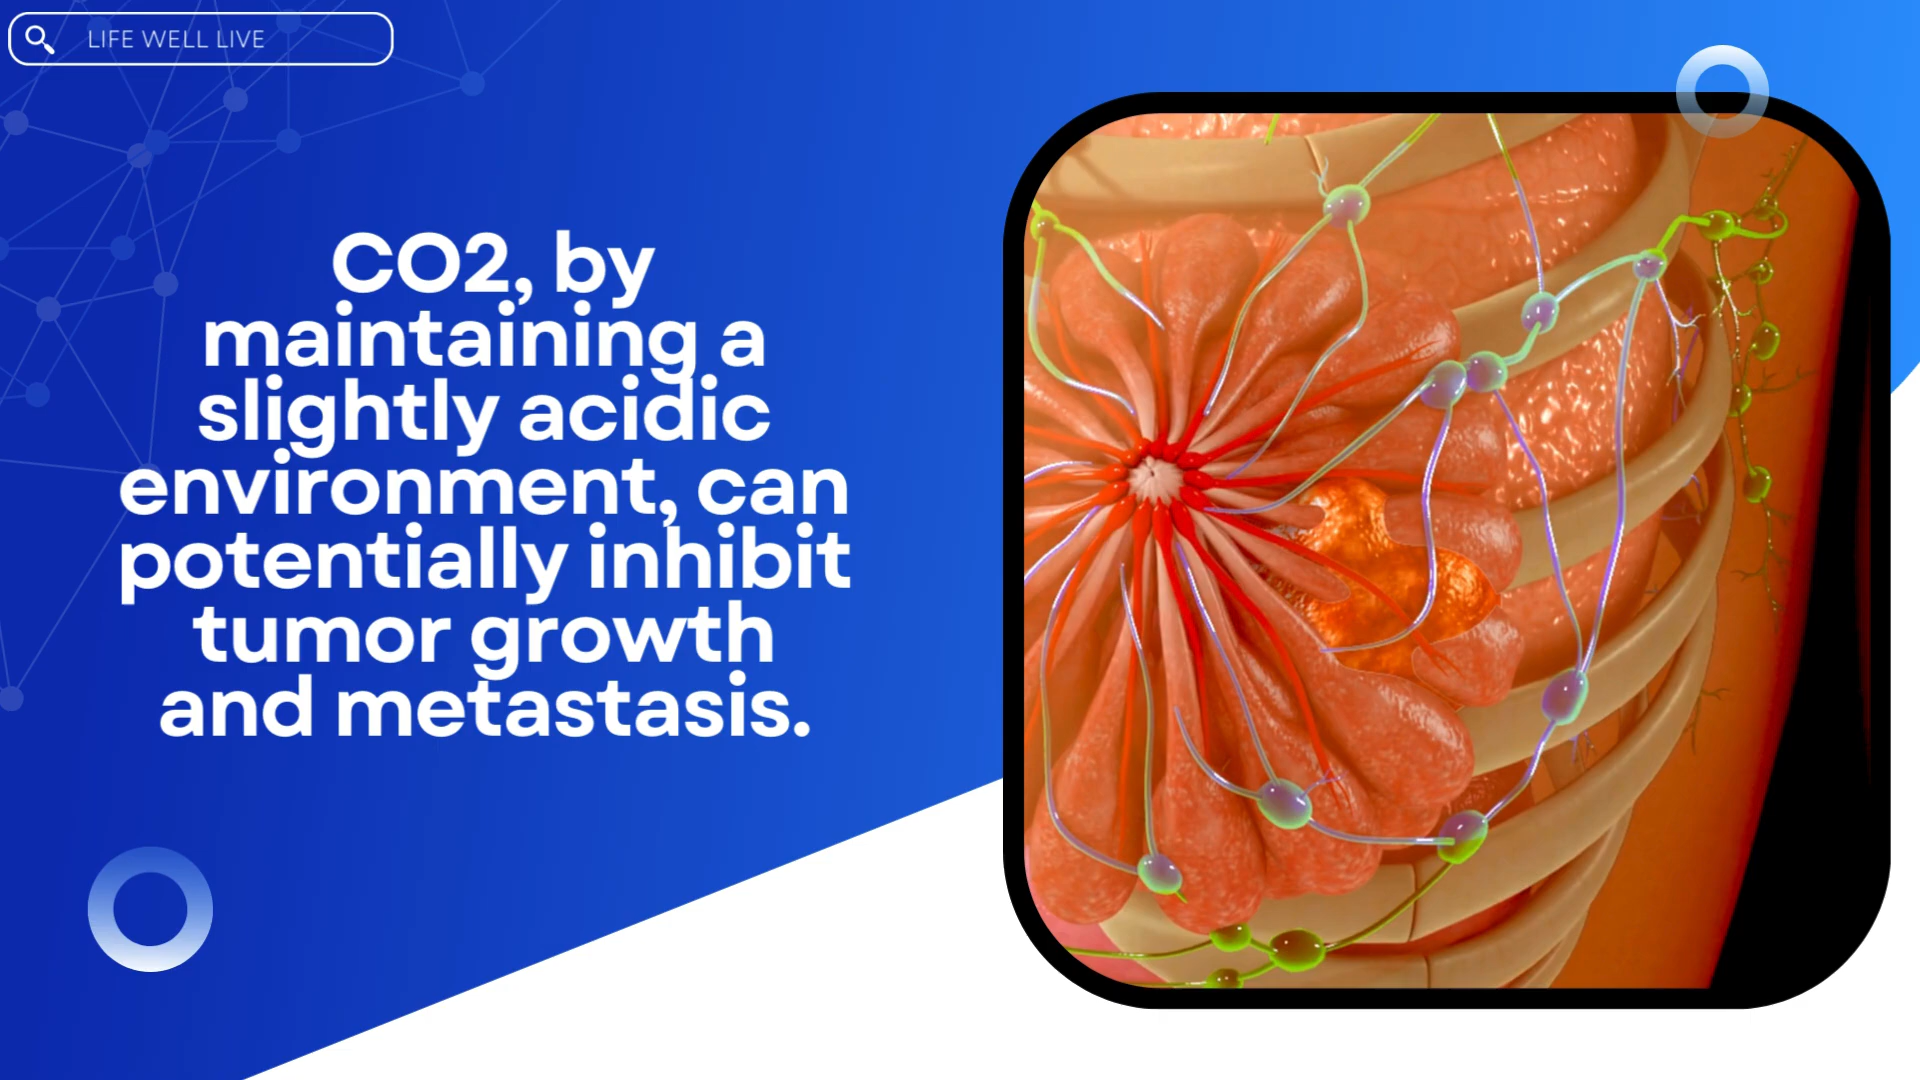 LIFE WELL LIVE
CO2, by
maintaining a
slightly acidic
environment, can
potentially inhibit
tumor growth
and metastasis.